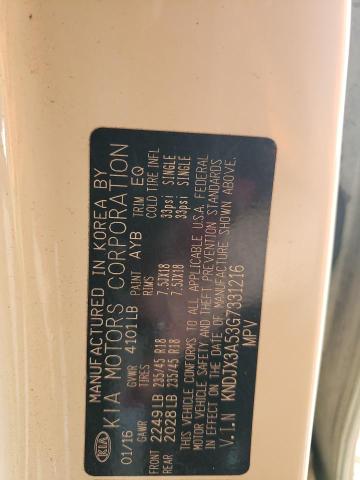 MANUFACTURED IN KOREA BY
KIA MOTORS CORPORATION
01/16 GVWR 4101LB PAINT AYB TRIM EQ
GAWR TIRES RIMS COLD TIRE INFL
FRONT 2249LB 235/45 R18 7.5JX18 33psi SINGLE
REAR 2028LB 235/45 R18 7.5JX18 33psi SINGLE
THIS VEHICLE CONFORMS TO ALL APPLICABLE U.S.A. FEDERAL
MOTOR VEHICLE SAFETY AND THEFT PREVENTION STANDARDS
IN EFFECT ON THE DATE OF MANUFACTURE SHOWN ABOVE.
V.I.N KNDJX3A53G7331216
MPV
KIA